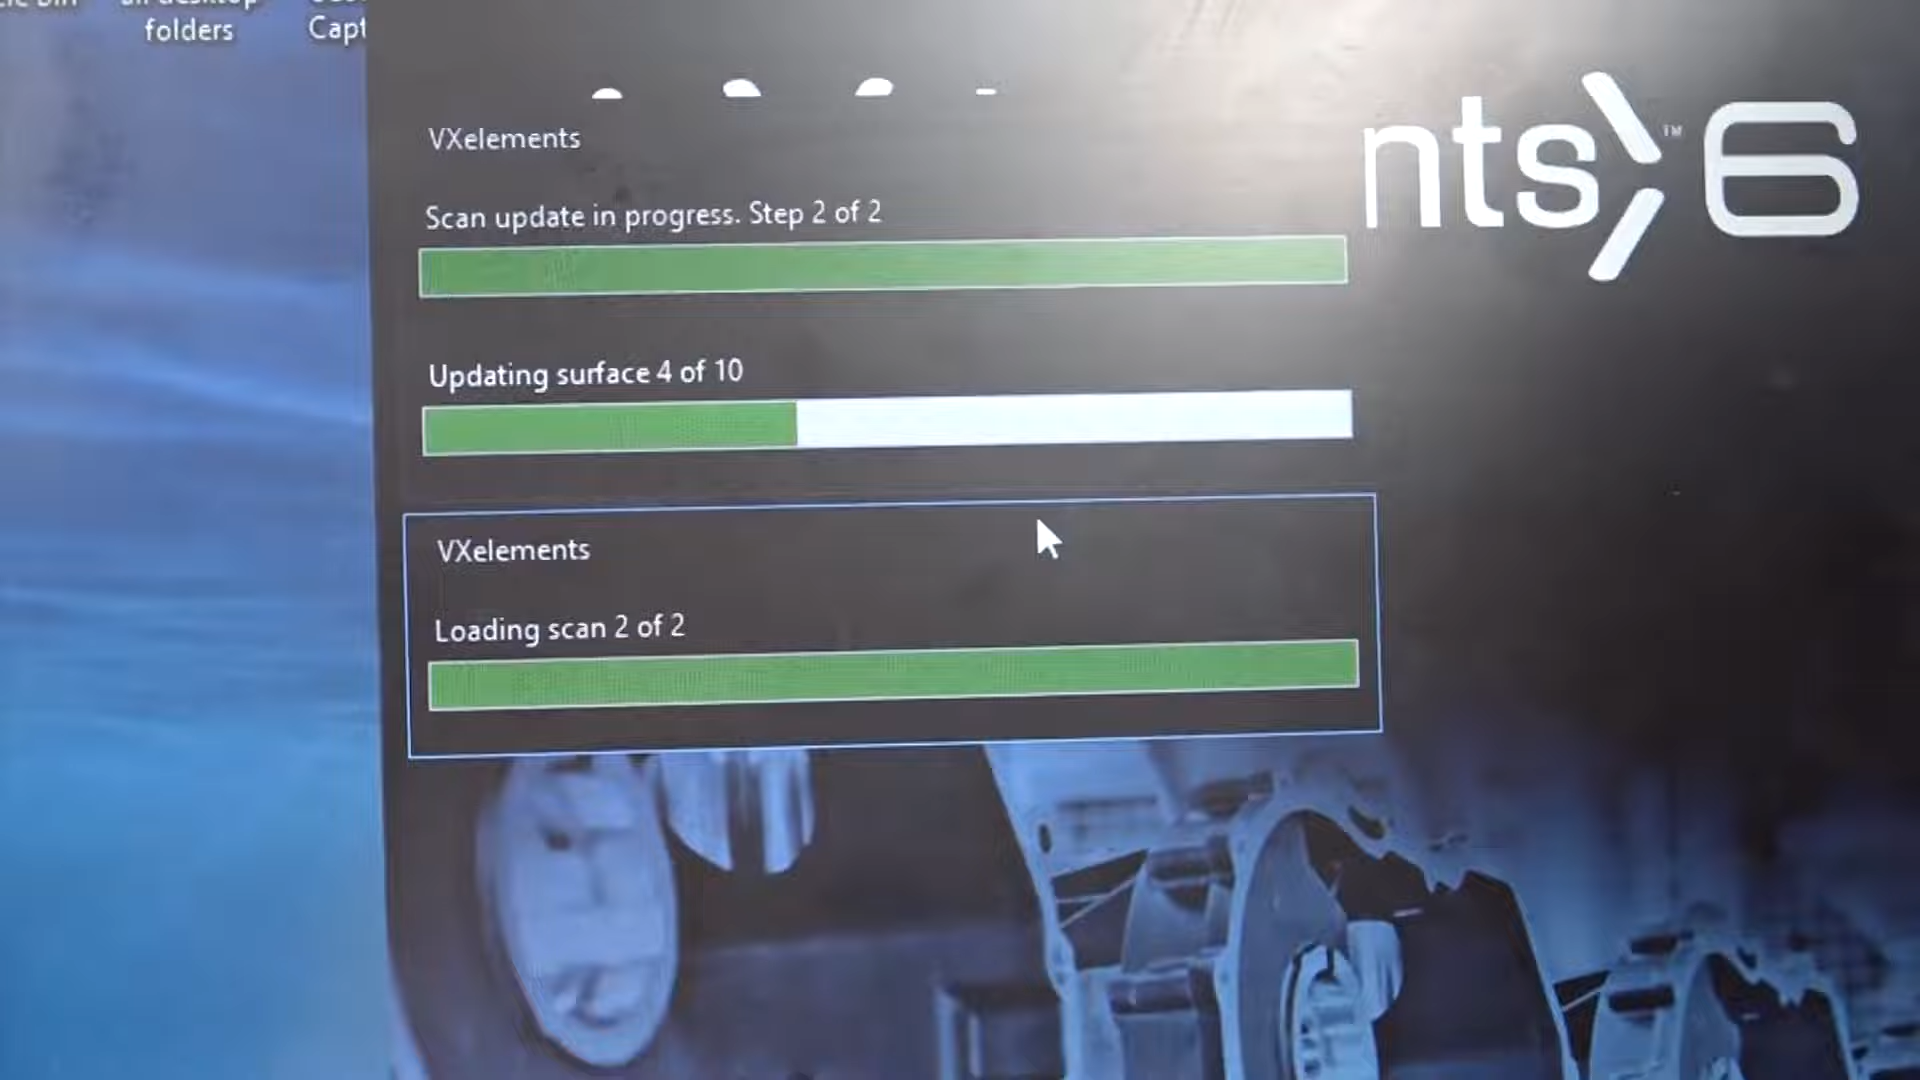 folders
VXelements
Scan update in progress. Step 2 of 2
Updating surface 4 of 10
VXelements
Loading scan 2 of 2
nts
TM
6